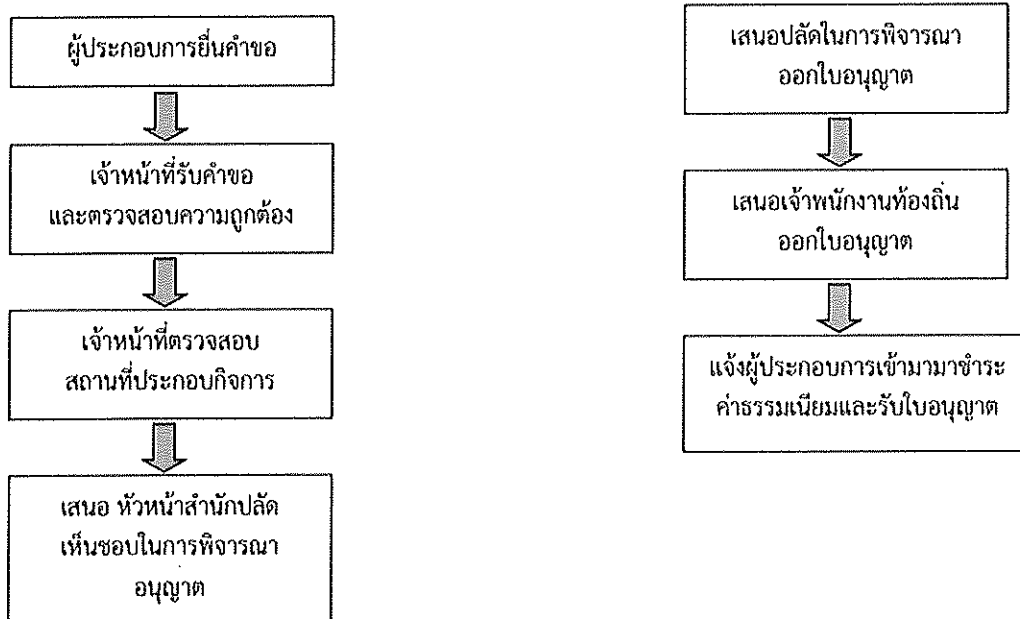 ผู้ประกอบการยื่นคำขอ
เจ้าหน้าที่รับคำขอ
และตรวจสอบความถูกต้อง
เจ้าหน้าที่ตรวจสอบ
สถานที่ประกอบกิจการ
เสนอ หัวหน้าสำนักปลัด
เห็นชอบในการพิจารณา
อนุญาต
เสนอปลัดในการพิจารณา
ออกใบอนุญาต
เสนอเจ้าพนักงานท้องถิ่น
ออกใบอนุญาต
แจ้งผู้ประกอบการเข้ามามาชำระ
ค่าธรรมเนียมและรับใบอนุญาต